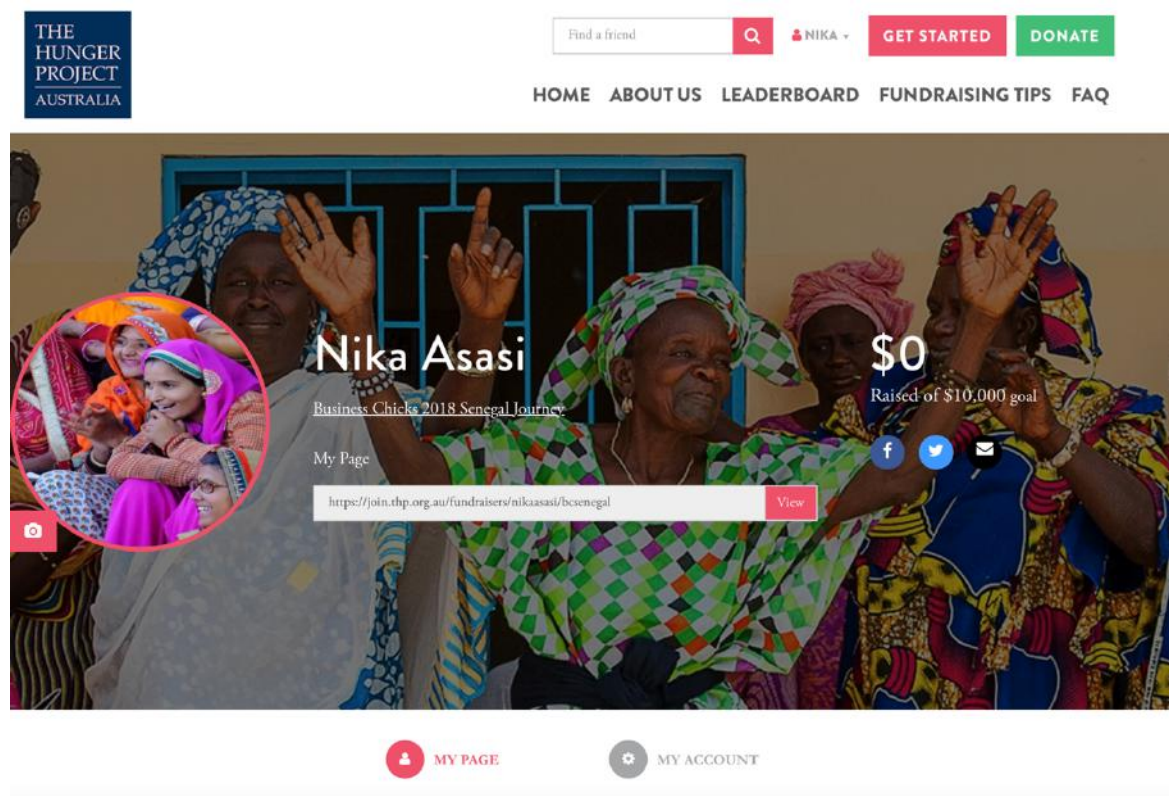 THE
HUNGER
PROJECT
AUSTRALIA
Find a friend
NIKA
GET STARTED
DONATE
HOME ABOUT US LEADERBOARD FUNDRAISING TIPS FAQ
Nika Asasi
Business Chicks 2018 Senegal Journey
My Page
https://join.thp.org.au/fundraisers/nikaasasi/bcsenegal
View
$0
Raised of $10,000 goal
MY PAGE
MY ACCOUNT